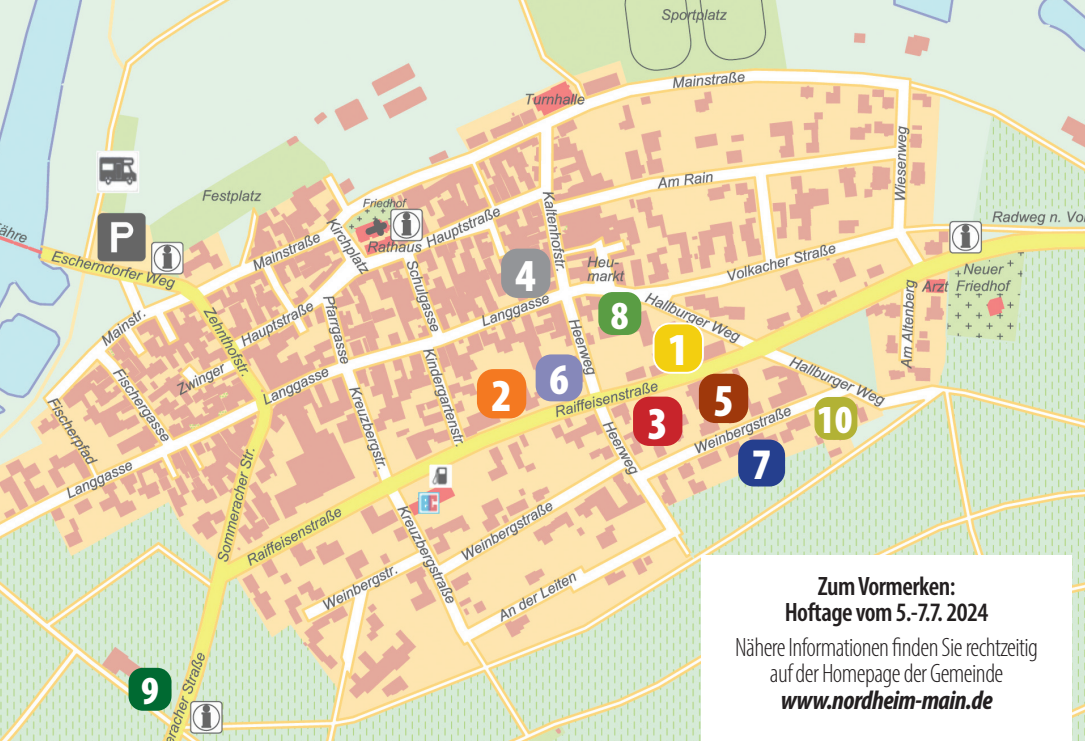 Sportplatz
Mainstraße
Turnhalle
Wiesenweg
Am Rain
Festplatz
Friedhof
Kaltenhofstr.
Radweg n. Vo
ähre
P
Rathaus
Hauptstraße
Kirchplatz
Mainstraße
Eschemdorfer Weg
Schulgasse
4
Heu-
markt
Volkacher Straße
Arzt
Neuer
Friedhof
Am Altenberg
Mainstr.
Zehnthofstr.
Hauptstraße
Pfarrgasse
Langgasse
8
Hallburger Weg
1
Heerweg
Zwinger
Langgasse
Kindergartenstr.
2
6
Raiffeisenstraße
5
Hallburger Weg
Fischerpfad
Fischergasse
Kreuzbergstr.
3
Weinbergstraße
10
Heerweg
7
Langgasse
Sommeracher Str.
Raiffeisenstraße
Kreuzbergstraße
Weinbergstraße
Weinbergstr.
An der Leiten
9
eracher Straße
Zum Vormerken:
Hoftage vom 5.-7.7. 2024
Nähere Informationen finden Sie rechtzeitig
auf der Homepage der Gemeinde
www.nordheim-main.de